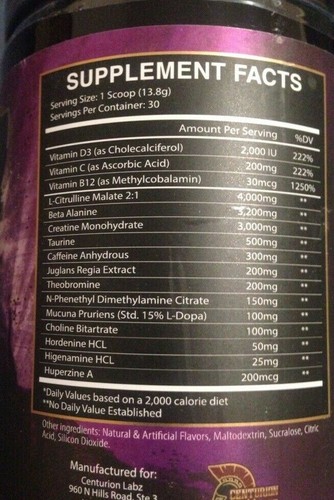 SUPPLEMENT FACTS
Serving Size: 1 Scoop (13.8g)
Servings Per Container: 30
Amount Per Serving %DV
Vitamin D3 (as Cholecalciferol) 2,000 IU 222%
Vitamin C (as Ascorbic Acid) 200mg 222%
Vitamin B12 (as Methylcobalamin) 30mcg 1250%
L-Citrulline Malate 2:1 4,000mg **
Beta Alanine 3,200mg **
Creatine Monohydrate 3,000mg **
Taurine 500mg **
Caffeine Anhydrous 300mg **
Juglans Regia Extract 200mg **
Theobromine 200mg **
N-Phenethyl Dimethylamine Citrate 150mg **
Mucuna Pruriens (Std. 15% L-Dopa) 100mg **
Choline Bitartrate 100mg **
Hordenine HCL 50mg **
Higenamine HCL 25mg **
Huperzine A 200mcg **
*Daily Values based on a 2,000 calorie diet
**No Daily Value Established
Other ingredients: Natural & Artificial Flavors, Maltodextrin, Sucralose, Citric
Acid, Silicon Dioxide.
Manufactured for:
Centurion Labz
960 N Hills Road, Ste 3
CENTURION